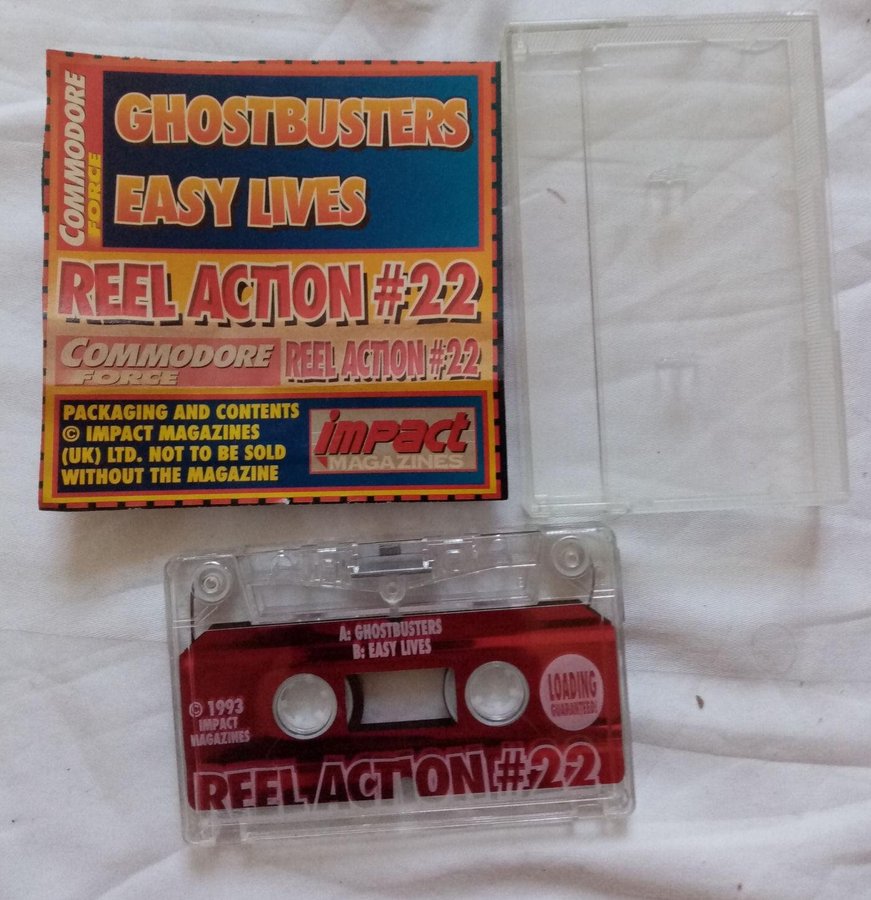 COMMODORE
FORCE
GHOSTBUSTERS
EASY LIVES
REEL ACTION #22
COMMODORE
FORCE
REEL ACTION #22
PACKAGING AND CONTENTS
© IMPACT MAGAZINES
(UK) LTD. NOT TO BE SOLD
WITHOUT THE MAGAZINE
impact
MAGAZINES
A: GHOSTBUSTERS
B: EASY LIVES
© 1993
IMPACT
MAGAZINES
LOADING
GUARANTEED!
REEL ACTION #22